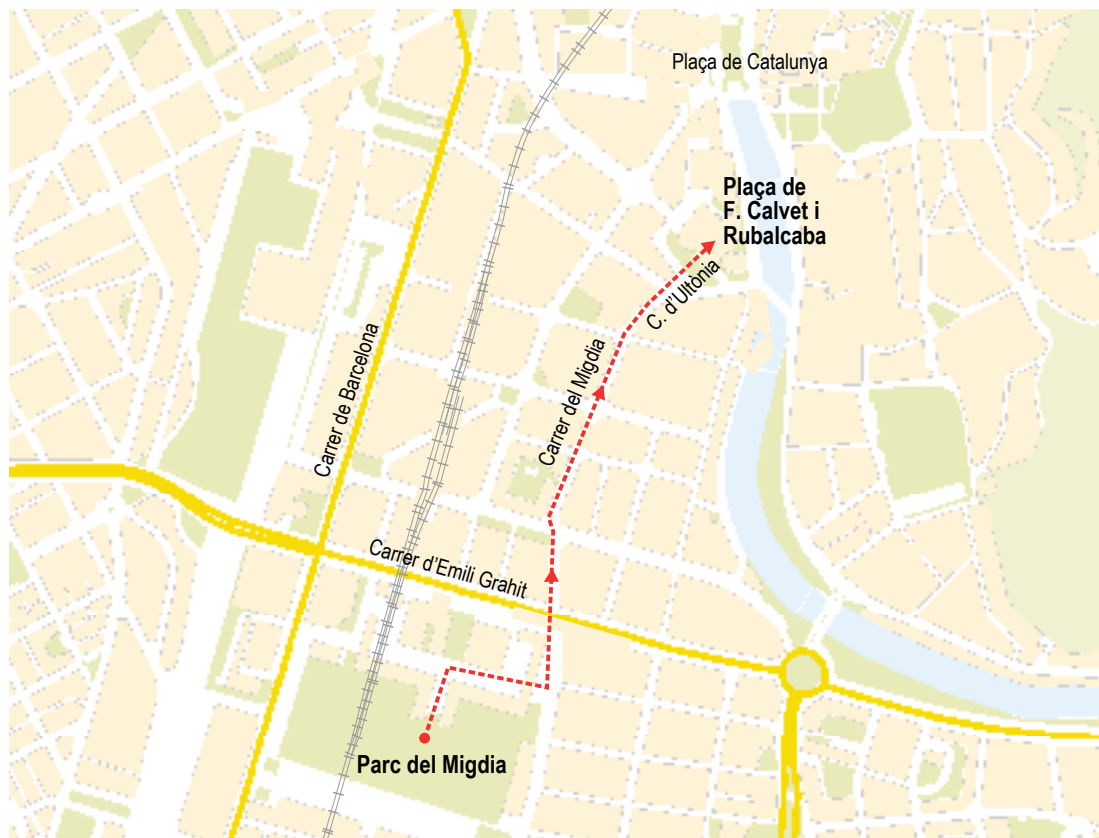 Plaça de Catalunya
Plaça de
F. Calvet i
Rubalcaba
C. d'Ultònia
Carrer de Barcelona
Carrer del Migdia
Carrer d'Emili Grahit
Parc del Migdia